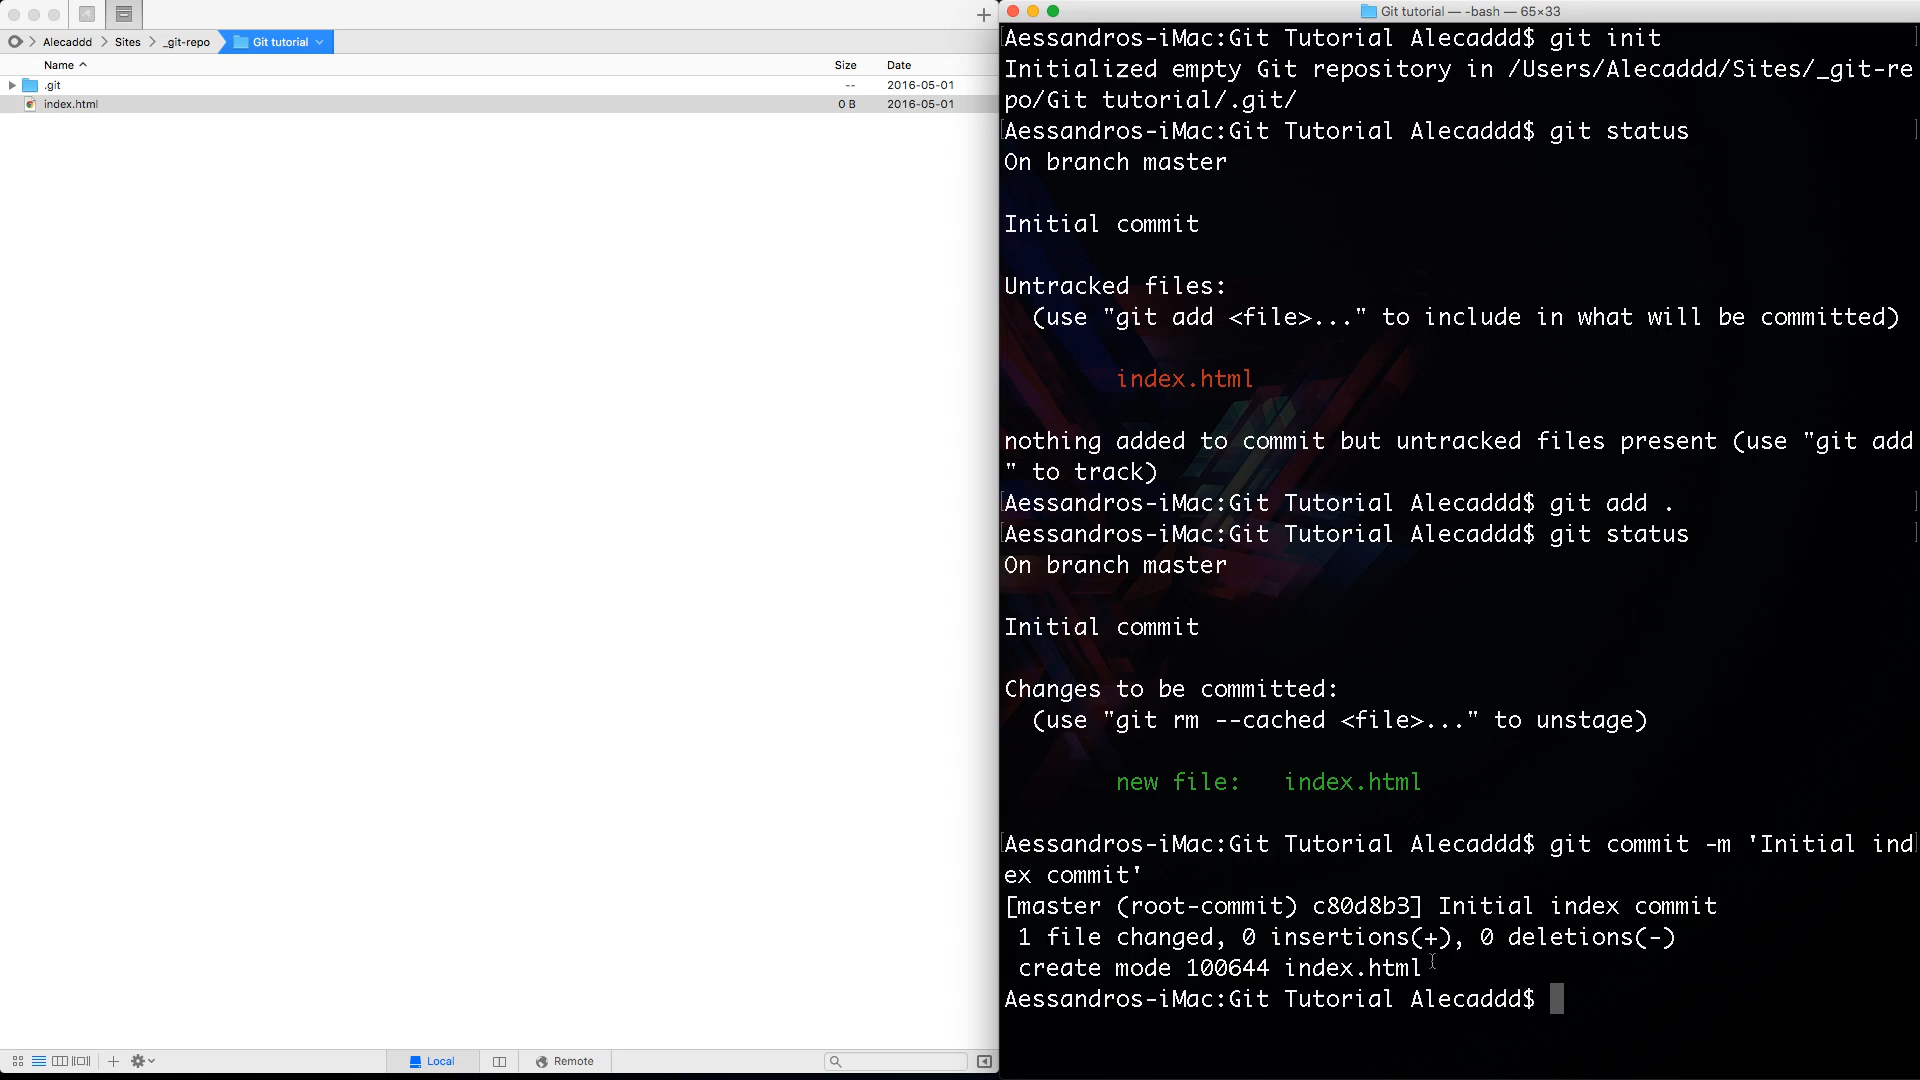 Alecaddd Sites _git-repo Git tutorial
Name Size Date
.git -- 2016-05-01
index.html 0 B 2016-05-01
Local Remote
Git tutorial — -bash — 65×33
Aessandros-iMac:Git Tutorial Alecaddd$ git init
Initialized empty Git repository in /Users/Alecaddd/Sites/_git-re
po/Git tutorial/.git/
Aessandros-iMac:Git Tutorial Alecaddd$ git status
On branch master
Initial commit
Untracked files:
(use "git add <file>..." to include in what will be committed)
index.html
nothing added to commit but untracked files present (use "git add
" to track)
Aessandros-iMac:Git Tutorial Alecaddd$ git add .
Aessandros-iMac:Git Tutorial Alecaddd$ git status
On branch master
Initial commit
Changes to be committed:
(use "git rm --cached <file>..." to unstage)
new file:   index.html
Aessandros-iMac:Git Tutorial Alecaddd$ git commit -m 'Initial ind
ex commit'
[master (root-commit) c80d8b3] Initial index commit
1 file changed, 0 insertions(+), 0 deletions(-)
create mode 100644 index.html
Aessandros-iMac:Git Tutorial Alecaddd$